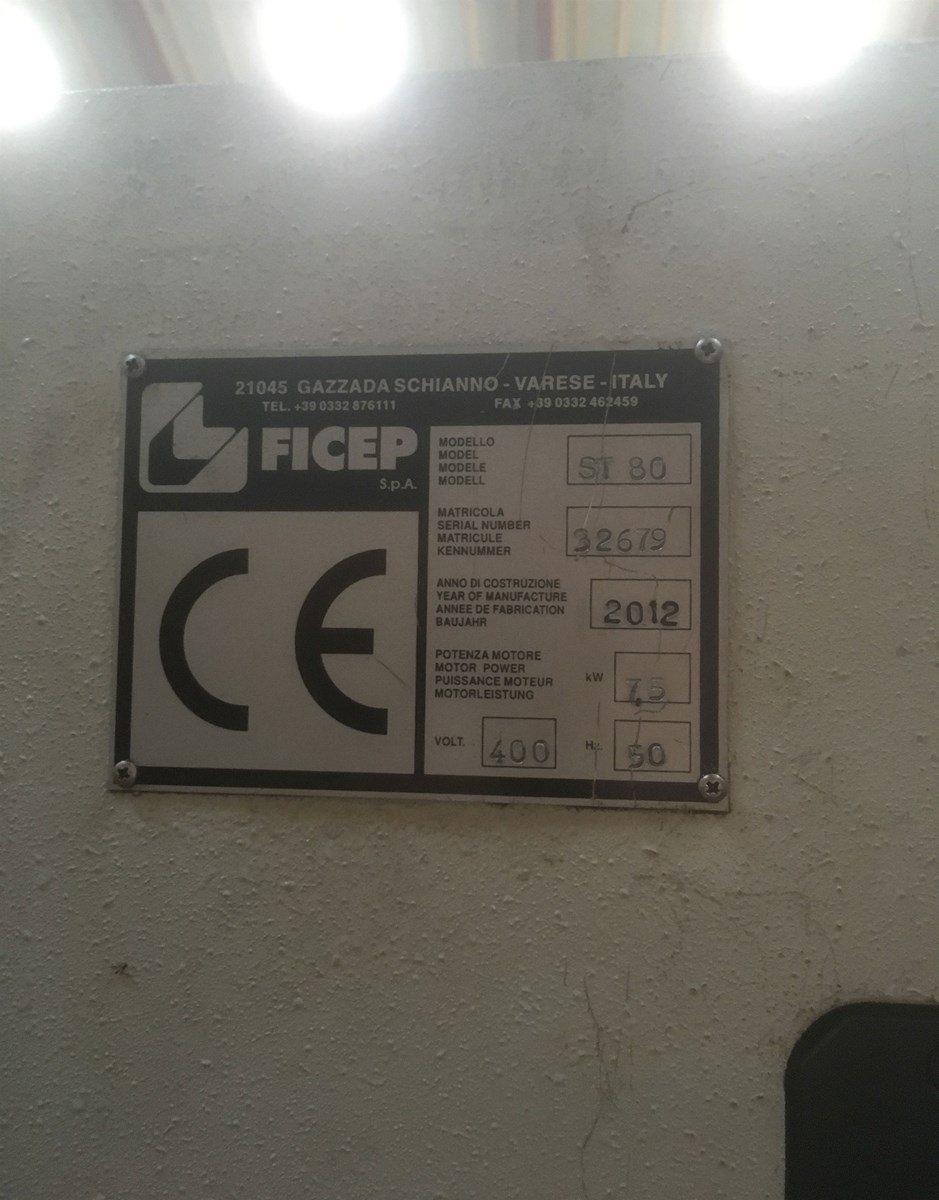 21045 GAZZADA SCHIANNO - VARESE - ITALY
TEL. +39 0332 876111 FAX +39 0332 462459
FICEP
S.p.A.
CE
MODELLO
MODEL
MODELE
MODELL
ST 80
MATRICOLA
SERIAL NUMBER
MATRICULE
KENNUMMER
32679
ANNO DI COSTRUZIONE
YEAR OF MANUFACTURE
ANNEE DE FABRICATION
BAUJAHR
2012
POTENZA MOTORE
MOTOR POWER
PUISSANCE MOTEUR
MOTORLEISTUNG
kW 7.5
VOLT. 400
Hz. 50